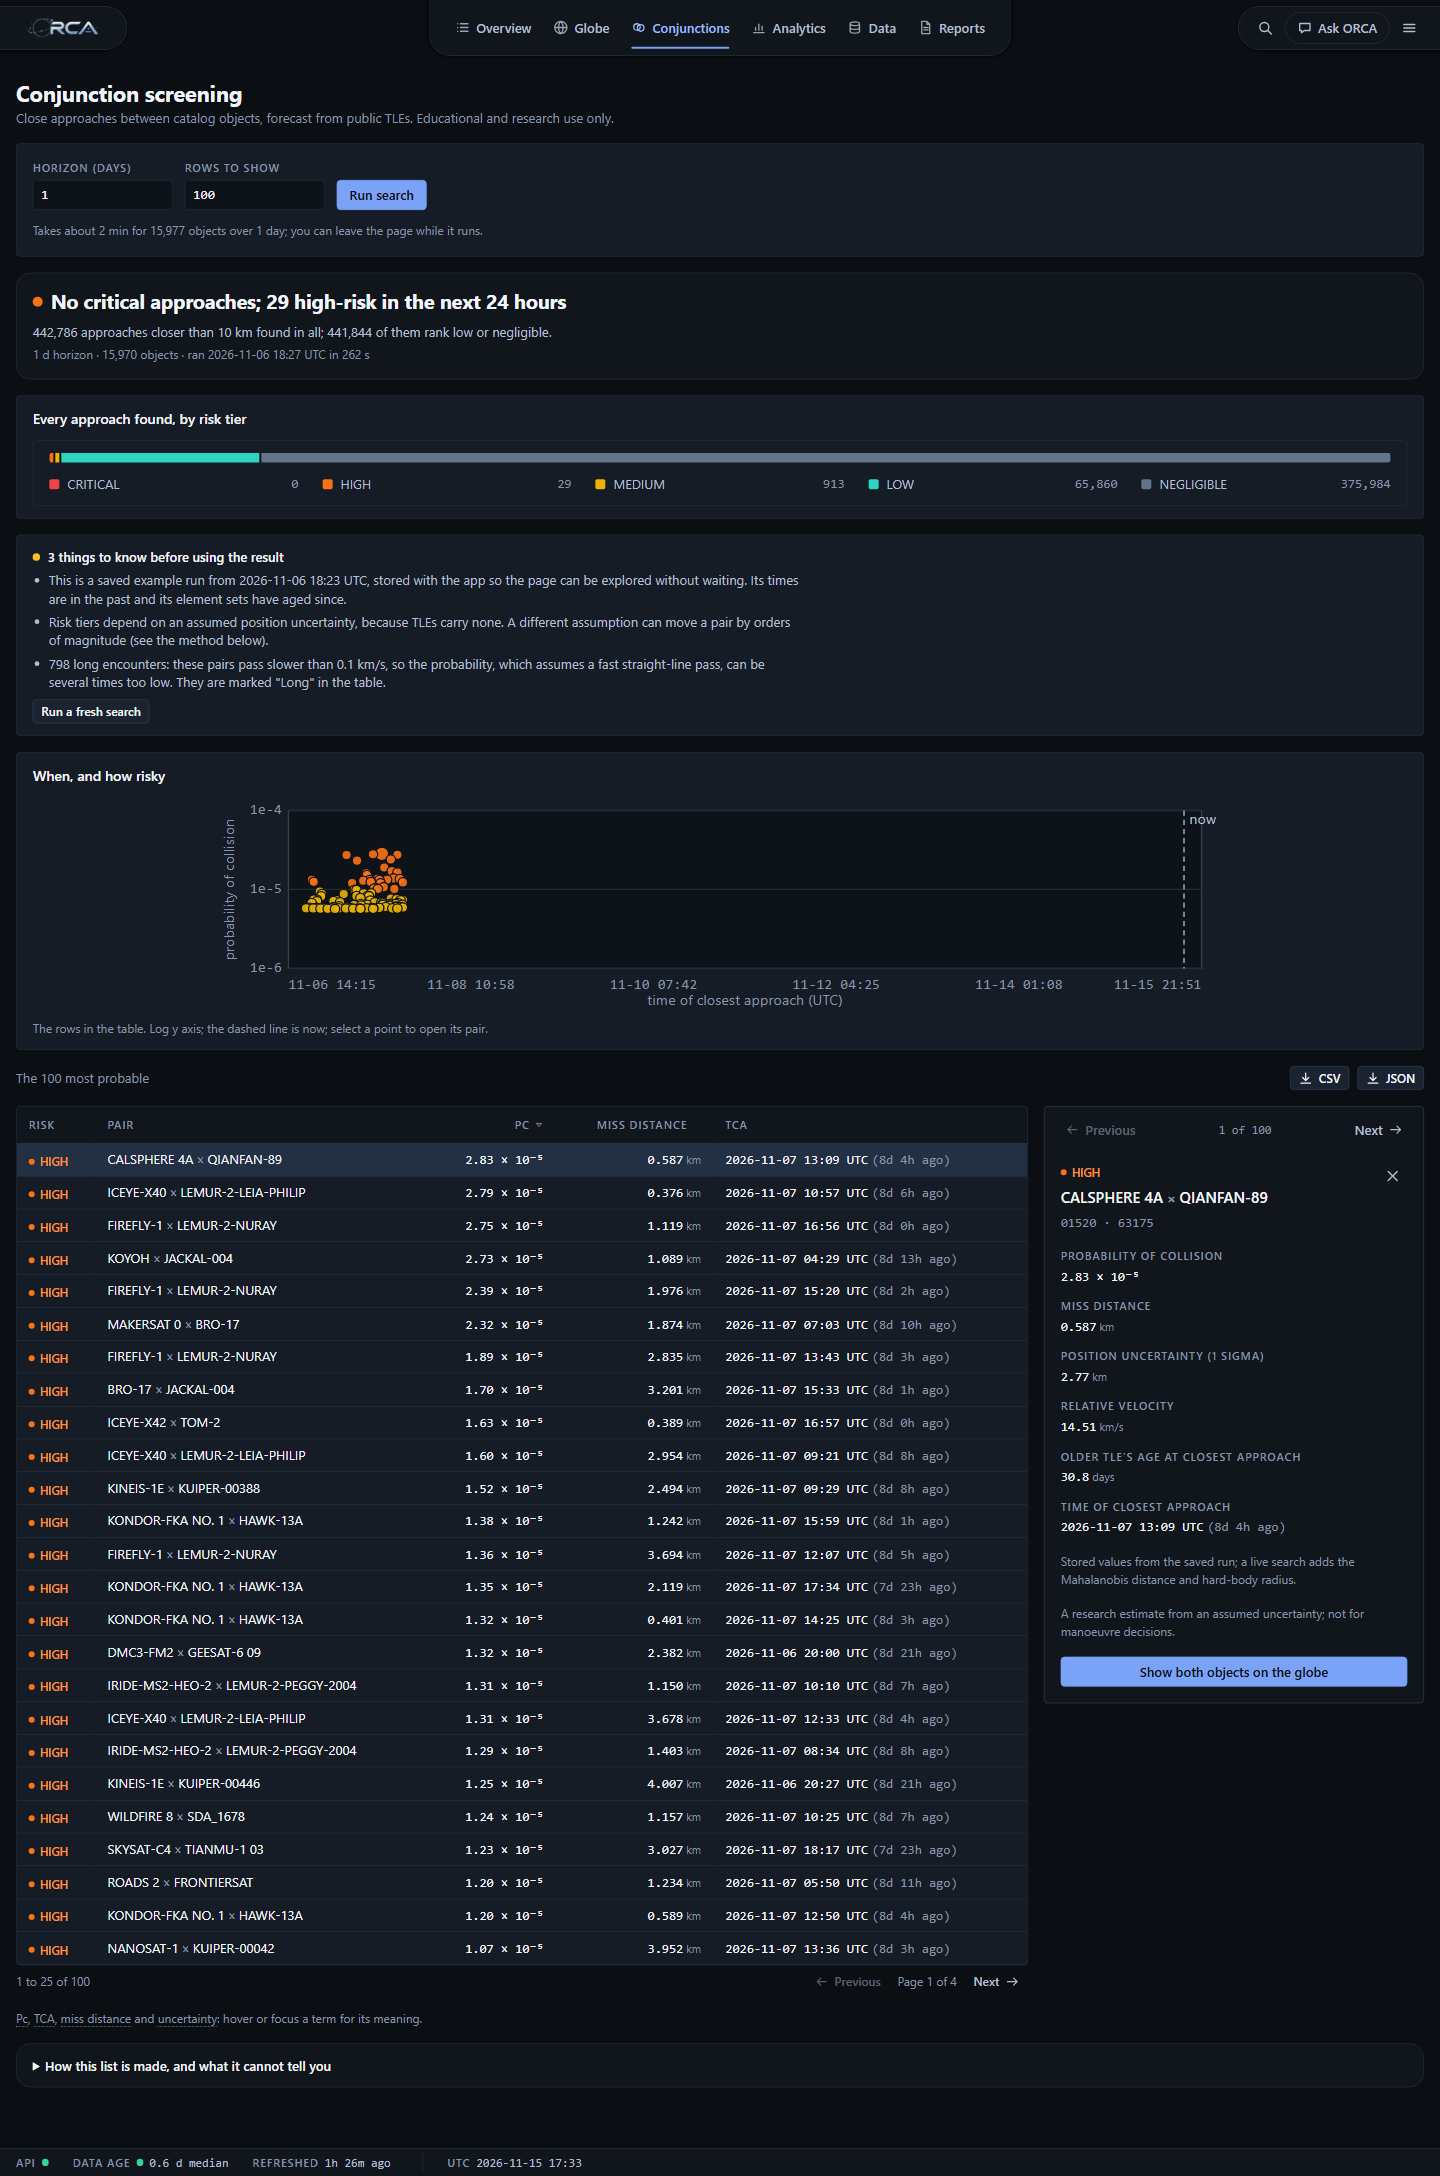 ORCA
Overview Globe Conjunctions Analytics Data Reports
Ask ORCA
Conjunction screening
Close approaches between catalog objects, forecast from public TLEs. Educational and research use only.
HORIZON (DAYS) ROWS TO SHOW
1 100 Run search
Takes about 2 min for 15,977 objects over 1 day; you can leave the page while it runs.
No critical approaches; 29 high-risk in the next 24 hours
442,786 approaches closer than 10 km found in all; 441,844 of them rank low or negligible.
1 d horizon · 15,970 objects · ran 2026-11-06 18:27 UTC in 262 s
Every approach found, by risk tier
CRITICAL 0 HIGH 29 MEDIUM 913 LOW 65,860 NEGLIGIBLE 375,984
3 things to know before using the result
• This is a saved example run from 2026-11-06 18:23 UTC, stored with the app so the page can be explored without waiting. Its times
are in the past and its element sets have aged since.
• Risk tiers depend on an assumed position uncertainty, because TLEs carry none. A different assumption can move a pair by orders
of magnitude (see the method below).
• 798 long encounters: these pairs pass slower than 0.1 km/s, so the probability, which assumes a fast straight-line pass, can be
several times too low. They are marked "Long" in the table.
Run a fresh search
When, and how risky
1e-4
now
probability of collision
1e-5
1e-6
11-06 14:15 11-08 10:58 11-10 07:42 11-12 04:25 11-14 01:08 11-15 21:51
time of closest approach (UTC)
The rows in the table. Log y axis; the dashed line is now; select a point to open its pair.
The 100 most probable CSV JSON
RISK PAIR PC MISS DISTANCE TCA
HIGH CALSPHERE 4A × QIANFAN-89 2.83 × 10⁻⁵ 0.587 km 2026-11-07 13:09 UTC (8d 4h ago)
HIGH ICEYE-X40 × LEMUR-2-LEIA-PHILIP 2.79 × 10⁻⁵ 0.376 km 2026-11-07 10:57 UTC (8d 6h ago)
HIGH FIREFLY-1 × LEMUR-2-NURAY 2.75 × 10⁻⁵ 1.119 km 2026-11-07 16:56 UTC (8d 0h ago)
HIGH KOYOH × JACKAL-004 2.73 × 10⁻⁵ 1.089 km 2026-11-07 04:29 UTC (8d 13h ago)
HIGH FIREFLY-1 × LEMUR-2-NURAY 2.39 × 10⁻⁵ 1.976 km 2026-11-07 15:20 UTC (8d 2h ago)
HIGH MAKERSAT 0 × BRO-17 2.32 × 10⁻⁵ 1.874 km 2026-11-07 07:03 UTC (8d 10h ago)
HIGH FIREFLY-1 × LEMUR-2-NURAY 1.89 × 10⁻⁵ 2.835 km 2026-11-07 13:43 UTC (8d 3h ago)
HIGH BRO-17 × JACKAL-004 1.70 × 10⁻⁵ 3.201 km 2026-11-07 15:33 UTC (8d 1h ago)
HIGH ICEYE-X42 × TOM-2 1.63 × 10⁻⁵ 0.389 km 2026-11-07 16:57 UTC (8d 0h ago)
HIGH ICEYE-X40 × LEMUR-2-LEIA-PHILIP 1.60 × 10⁻⁵ 2.954 km 2026-11-07 09:21 UTC (8d 8h ago)
HIGH KINEIS-1E × KUIPER-00388 1.52 × 10⁻⁵ 2.494 km 2026-11-07 09:29 UTC (8d 8h ago)
HIGH KONDOR-FKA NO. 1 × HAWK-13A 1.38 × 10⁻⁵ 1.242 km 2026-11-07 15:59 UTC (8d 1h ago)
HIGH FIREFLY-1 × LEMUR-2-NURAY 1.36 × 10⁻⁵ 3.694 km 2026-11-07 12:07 UTC (8d 5h ago)
HIGH KONDOR-FKA NO. 1 × HAWK-13A 1.35 × 10⁻⁵ 2.119 km 2026-11-07 17:34 UTC (7d 23h ago)
HIGH KONDOR-FKA NO. 1 × HAWK-13A 1.32 × 10⁻⁵ 0.401 km 2026-11-07 14:25 UTC (8d 3h ago)
HIGH DMC3-FM2 × GEESAT-6 09 1.32 × 10⁻⁵ 2.382 km 2026-11-06 20:00 UTC (8d 21h ago)
HIGH IRIDE-MS2-HEO-2 × LEMUR-2-PEGGY-2004 1.31 × 10⁻⁵ 1.150 km 2026-11-07 10:10 UTC (8d 7h ago)
HIGH ICEYE-X40 × LEMUR-2-LEIA-PHILIP 1.31 × 10⁻⁵ 3.678 km 2026-11-07 12:33 UTC (8d 4h ago)
HIGH IRIDE-MS2-HEO-2 × LEMUR-2-PEGGY-2004 1.29 × 10⁻⁵ 1.403 km 2026-11-07 08:34 UTC (8d 8h ago)
HIGH KINEIS-1E × KUIPER-00446 1.25 × 10⁻⁵ 4.007 km 2026-11-06 20:27 UTC (8d 21h ago)
HIGH WILDFIRE 8 × SDA_1678 1.24 × 10⁻⁵ 1.157 km 2026-11-07 10:25 UTC (8d 7h ago)
HIGH SKYSAT-C4 × TIANMU-1 03 1.23 × 10⁻⁵ 3.027 km 2026-11-07 18:17 UTC (7d 23h ago)
HIGH ROADS 2 × FRONTIERSAT 1.20 × 10⁻⁵ 1.234 km 2026-11-07 05:50 UTC (8d 11h ago)
HIGH KONDOR-FKA NO. 1 × HAWK-13A 1.20 × 10⁻⁵ 0.589 km 2026-11-07 12:50 UTC (8d 4h ago)
HIGH NANOSAT-1 × KUIPER-00042 1.07 × 10⁻⁵ 3.952 km 2026-11-07 13:36 UTC (8d 3h ago)
1 to 25 of 100 ← Previous Page 1 of 4 Next →
← Previous 1 of 100 Next →
HIGH
CALSPHERE 4A × QIANFAN-89
01520 · 63175
PROBABILITY OF COLLISION
2.83 × 10⁻⁵
MISS DISTANCE
0.587 km
POSITION UNCERTAINTY (1 SIGMA)
2.77 km
RELATIVE VELOCITY
14.51 km/s
OLDER TLE'S AGE AT CLOSEST APPROACH
30.8 days
TIME OF CLOSEST APPROACH
2026-11-07 13:09 UTC (8d 4h ago)
Stored values from the saved run; a live search adds the
Mahalanobis distance and hard-body radius.
A research estimate from an assumed uncertainty; not for
manoeuvre decisions.
Show both objects on the globe
Pc, TCA, miss distance and uncertainty: hover or focus a term for its meaning.
How this list is made, and what it cannot tell you
API DATA AGE 0.6 d median REFRESHED 1h 26m ago UTC 2026-11-15 17:33